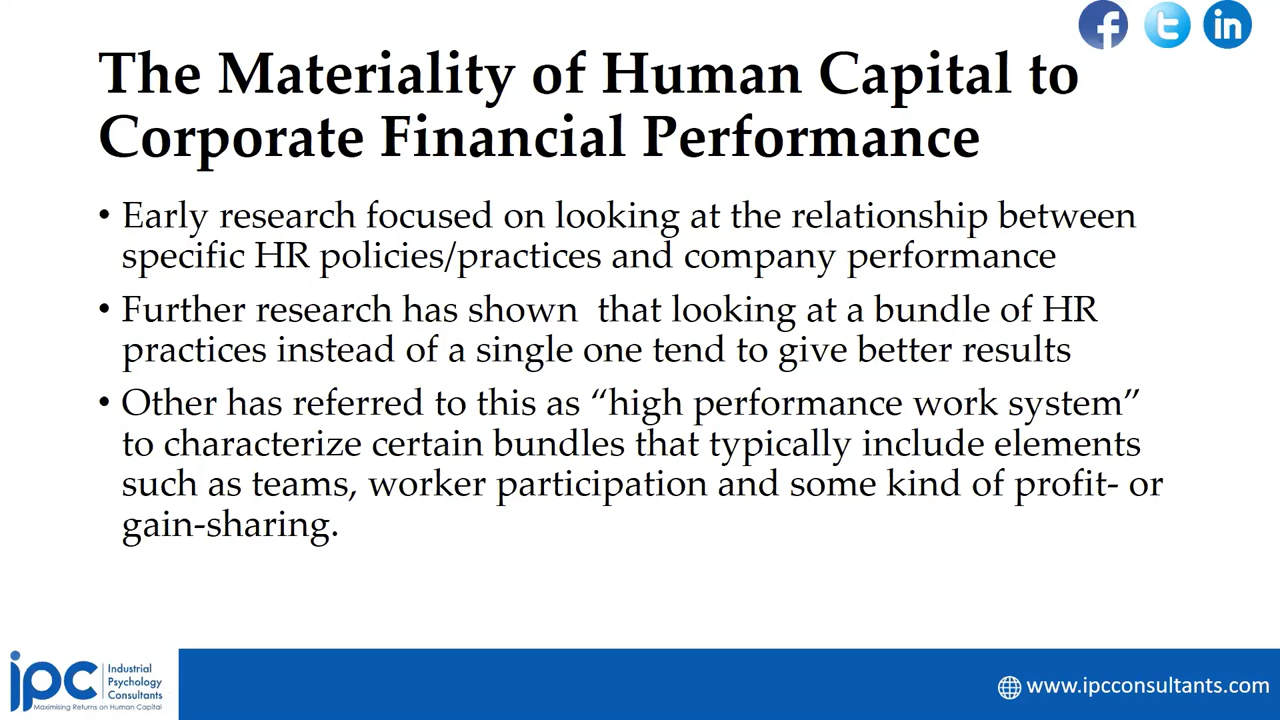 The Materiality of Human Capital to
Corporate Financial Performance
• Early research focused on looking at the relationship between
specific HR policies/practices and company performance
• Further research has shown  that looking at a bundle of HR
practices instead of a single one tend to give better results
• Other has referred to this as “high performance work system”
to characterize certain bundles that typically include elements
such as teams, worker participation and some kind of profit- or
gain-sharing.
ipc
Industrial
Psychology
Consultants
Maximising Returns on Human Capital
www.ipcconsultants.com